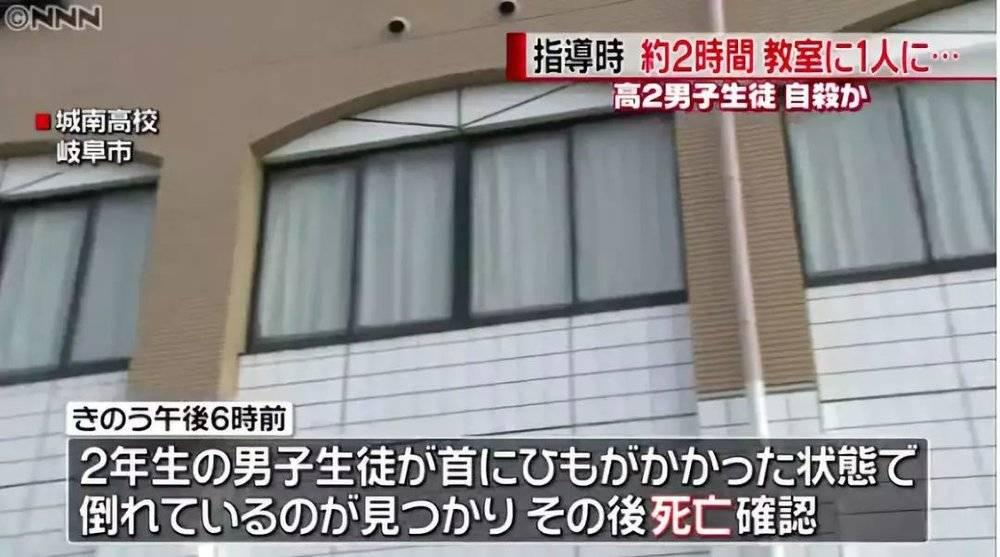 ©NNN
指導時 約2時間 教室に1人に…
高2男子生徒 自殺か
城南高校
岐阜市
きのう午後6時前
2年生の男子生徒が首にひもがかかった状態で
倒れているのが見つかり その後死亡確認